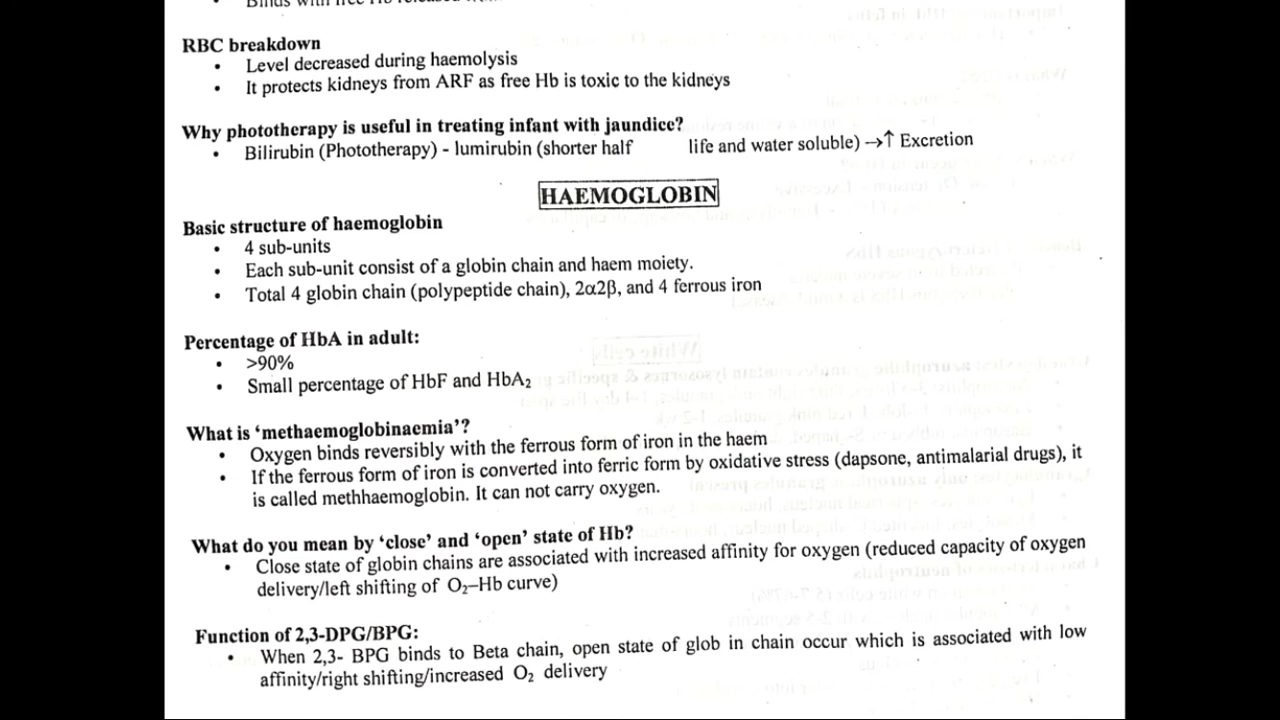 RBC breakdown
• Level decreased during haemolysis
• It protects kidneys from ARF as free Hb is toxic to the kidneys
Why phototherapy is useful in treating infant with jaundice?
• Bilirubin (Phototherapy) - lumirubin (shorter half life and water soluble) →↑ Excretion
HAEMOGLOBIN
Basic structure of haemoglobin
• 4 sub-units
• Each sub-unit consist of a globin chain and haem moiety.
• Total 4 globin chain (polypeptide chain), 2α2β, and 4 ferrous iron
Percentage of HbA in adult:
• >90%
• Small percentage of HbF and HbA₂
What is ‘methaemoglobinaemia’?
• Oxygen binds reversibly with the ferrous form of iron in the haem
• If the ferrous form of iron is converted into ferric form by oxidative stress (dapsone, antimalarial drugs), it
is called methhaemoglobin. It can not carry oxygen.
What do you mean by ‘close’ and ‘open’ state of Hb?
• Close state of globin chains are associated with increased affinity for oxygen (reduced capacity of oxygen
delivery/left shifting of O₂–Hb curve)
Function of 2,3-DPG/BPG:
• When 2,3- BPG binds to Beta chain, open state of glob in chain occur which is associated with low
affinity/right shifting/increased O₂ delivery